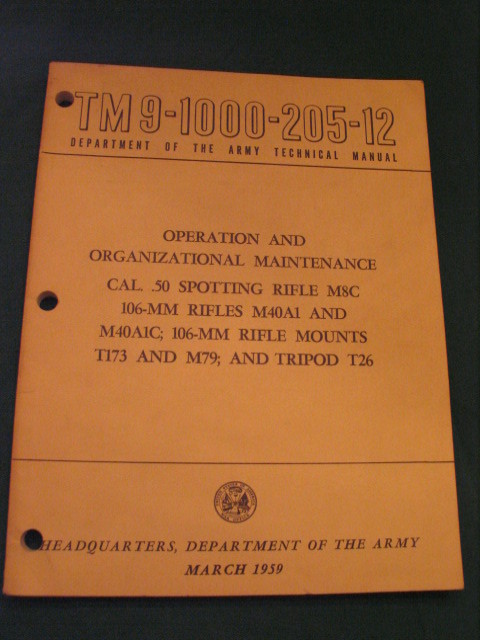 TM 9-1000-205-12
DEPARTMENT OF THE ARMY TECHNICAL MANUAL
OPERATION AND
ORGANIZATIONAL MAINTENANCE
CAL. .50 SPOTTING RIFLE M8C
106-MM RIFLES M40A1 AND
M40A1C; 106-MM RIFLE MOUNTS
T173 AND M79; AND TRIPOD T26
HEADQUARTERS, DEPARTMENT OF THE ARMY
MARCH 1959